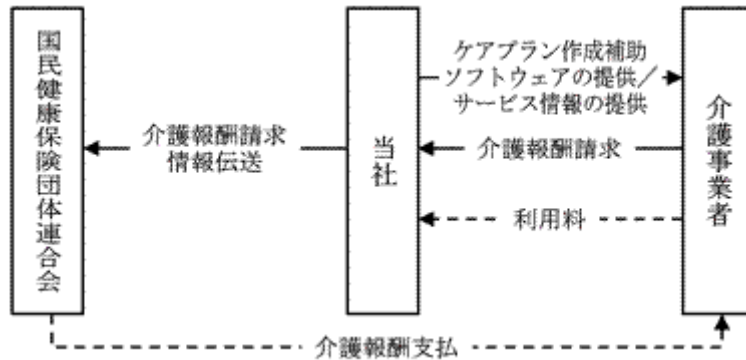 国民健康保険団体連合会
介護報酬請求
情報伝送
当社
ケアプラン作成補助
ソフトウェアの提供／
サービス情報の提供
介護報酬請求
利用料
介護事業者
介護報酬支払